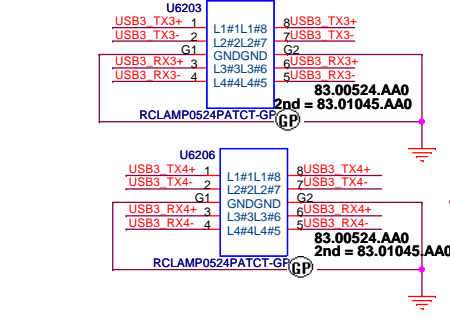 U6203
USB3_TX3+ 1 L1#1L1#8 8 USB3_TX3+
USB3_TX3- 2 L2#2L2#7 7 USB3_TX3-
G1 GNDGND G2
USB3_RX3+ 3 L3#3L3#6 6 USB3_RX3+
USB3_RX3- 4 L4#4L4#5 5 USB3_RX3-
83.00524.AA0
2nd = 83.01045.AA0
RCLAMP0524PATCT-GP GP
U6206
USB3_TX4+ 1 L1#1L1#8 8 USB3_TX4+
USB3_TX4- 2 L2#2L2#7 7 USB3_TX4-
G1 GNDGND G2
USB3_RX4+ 3 L3#3L3#6 6 USB3_RX4+
USB3_RX4- 4 L4#4L4#5 5 USB3_RX4-
83.00524.AA0
2nd = 83.01045.AA0
RCLAMP0524PATCT-GP GP